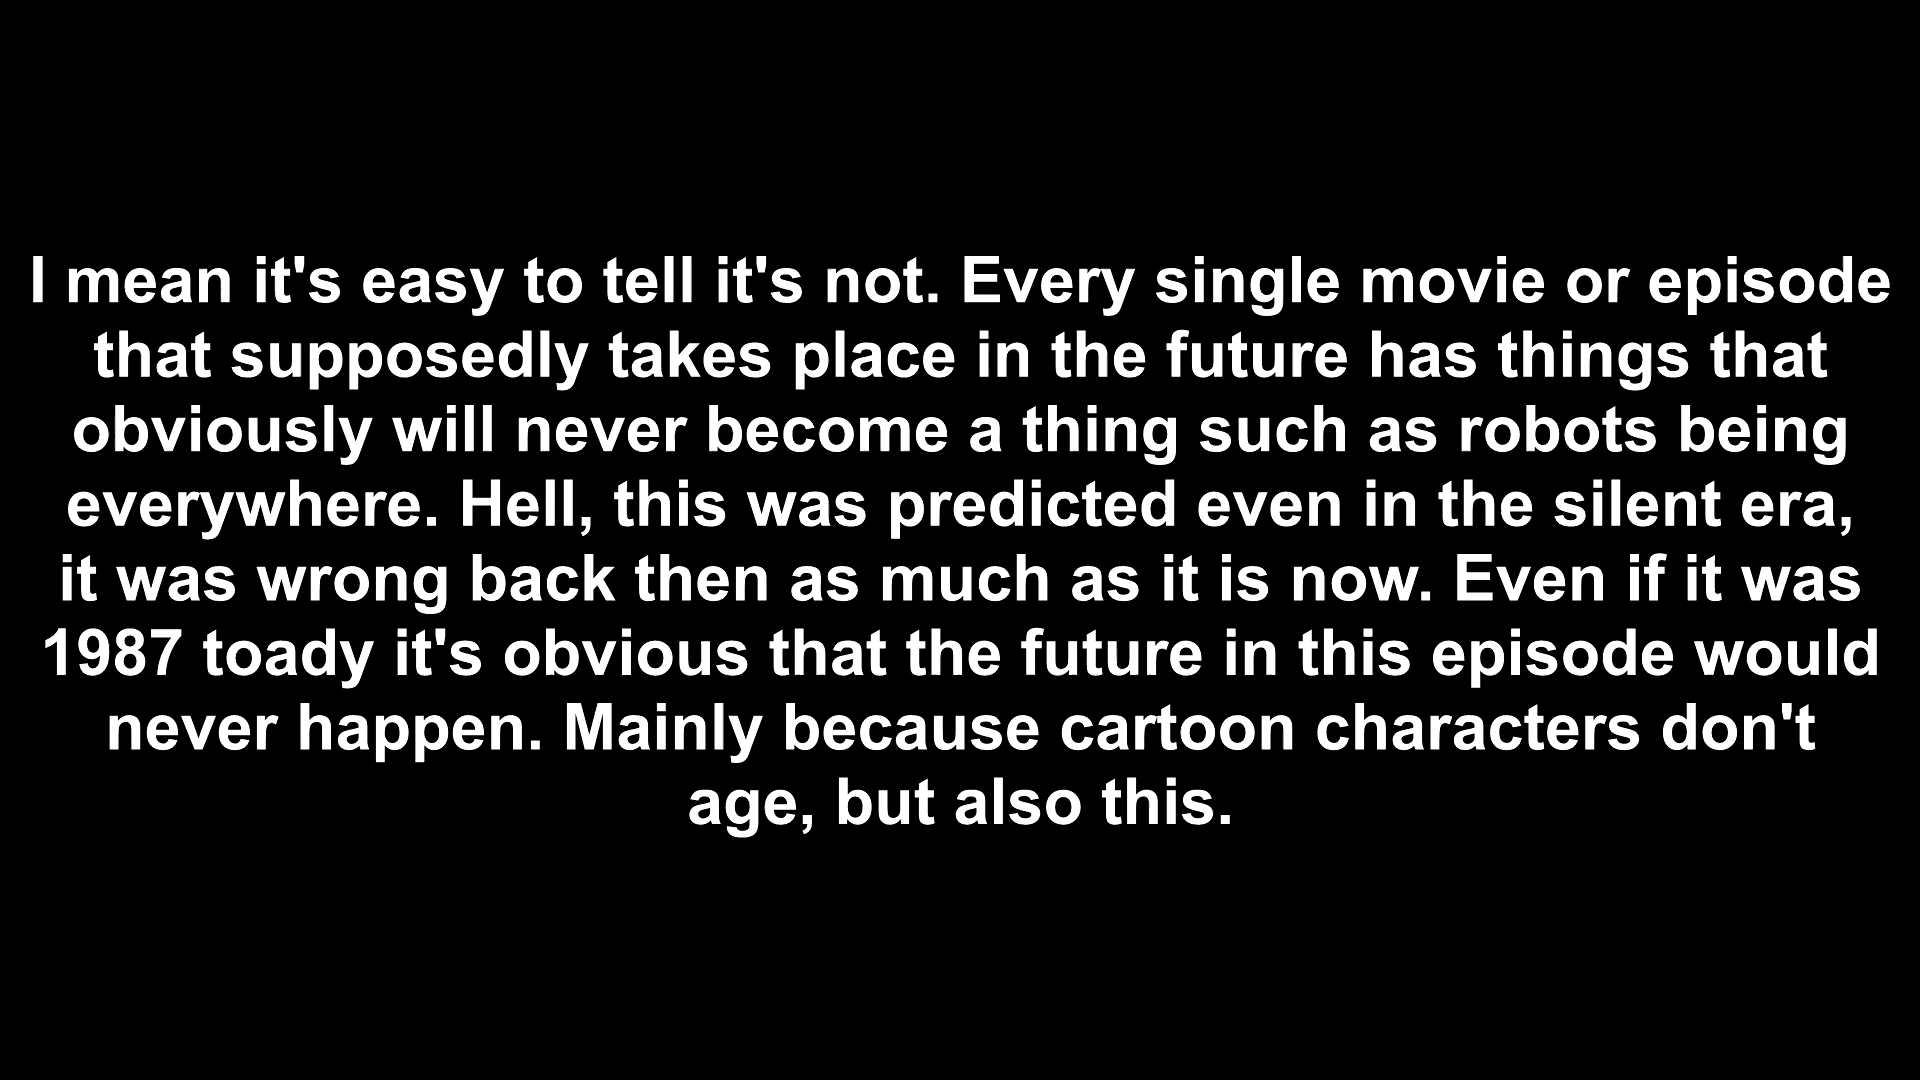 I mean it's easy to tell it's not. Every single movie or episode
that supposedly takes place in the future has things that
obviously will never become a thing such as robots being
everywhere. Hell, this was predicted even in the silent era,
it was wrong back then as much as it is now. Even if it was
1987 toady it's obvious that the future in this episode would
never happen. Mainly because cartoon characters don't
age, but also this.